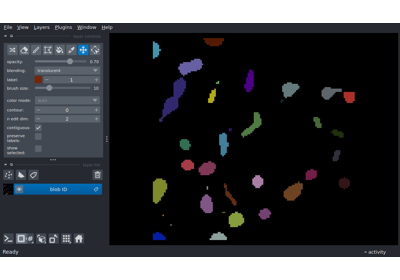 File View Layers Plugins Window Help
opacity: 0.70
blending: translucent
label: 1
brush size: 10
color mode:
contour: 0
n edit dim: 2
contiguous:
preserve
labels:
show
selected:
blob ID
Ready
activity